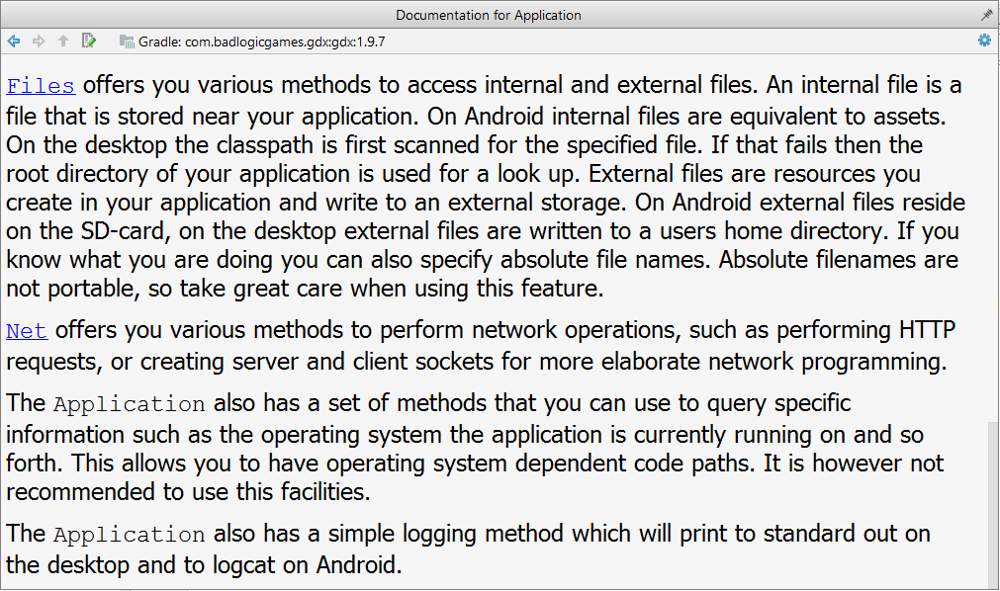 Documentation for Application
Gradle: com.badlogicgames.gdx:gdx:1.9.7
Files offers you various methods to access internal and external files. An internal file is a
file that is stored near your application. On Android internal files are equivalent to assets.
On the desktop the classpath is first scanned for the specified file. If that fails then the
root directory of your application is used for a look up. External files are resources you
create in your application and write to an external storage. On Android external files reside
on the SD-card, on the desktop external files are written to a users home directory. If you
know what you are doing you can also specify absolute file names. Absolute filenames are
not portable, so take great care when using this feature.
Net offers you various methods to perform network operations, such as performing HTTP
requests, or creating server and client sockets for more elaborate network programming.
The Application also has a set of methods that you can use to query specific
information such as the operating system the application is currently running on and so
forth. This allows you to have operating system dependent code paths. It is however not
recommended to use this facilities.
The Application also has a simple logging method which will print to standard out on
the desktop and to logcat on Android.